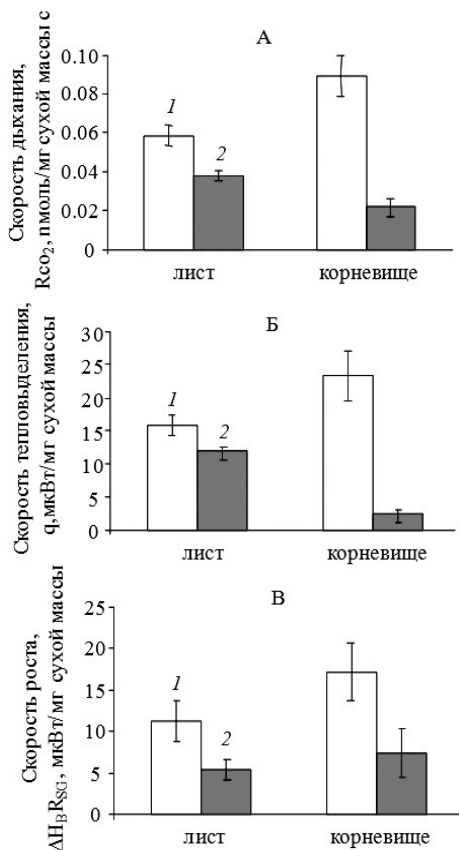 А
Скорость дыхания,
Rco₂, пмоль/мг сухой массы с
0.10
0.08
0.06
0.04
0.02
0
1
2
лист
корневище
Б
Скорость тепловыделения,
q,мкВт/мг сухой массы
30
25
20
15
10
5
0
1
2
лист
корневище
В
Скорость роста,
ΔH_BR_SG, мкВт/мг сухой массы
25
20
15
10
5
0
1
2
лист
корневище